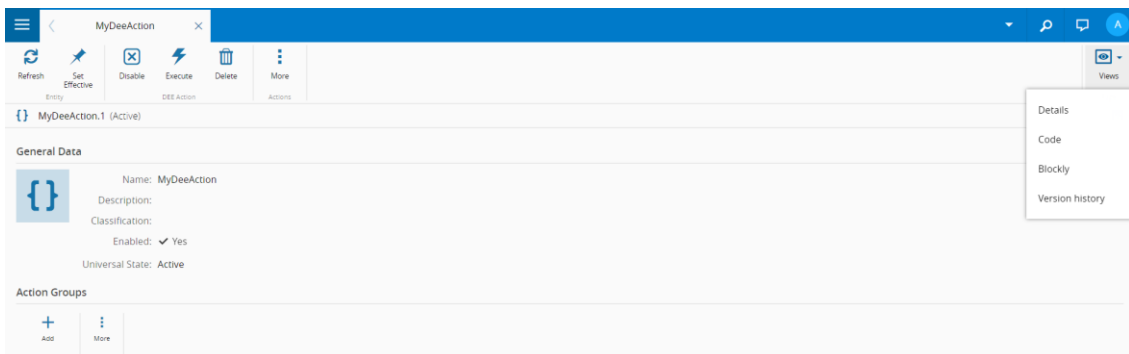 MyDeeAction
A
Refresh
Set Effective
Disable
Execute
Delete
More
Views
Entity
DEE Action
Actions
{} MyDeeAction.1 (Active)
Details
Code
Blockly
Version history
General Data
{}
Name: MyDeeAction
Description:
Classification:
Enabled: Yes
Universal State: Active
Action Groups
Add
More